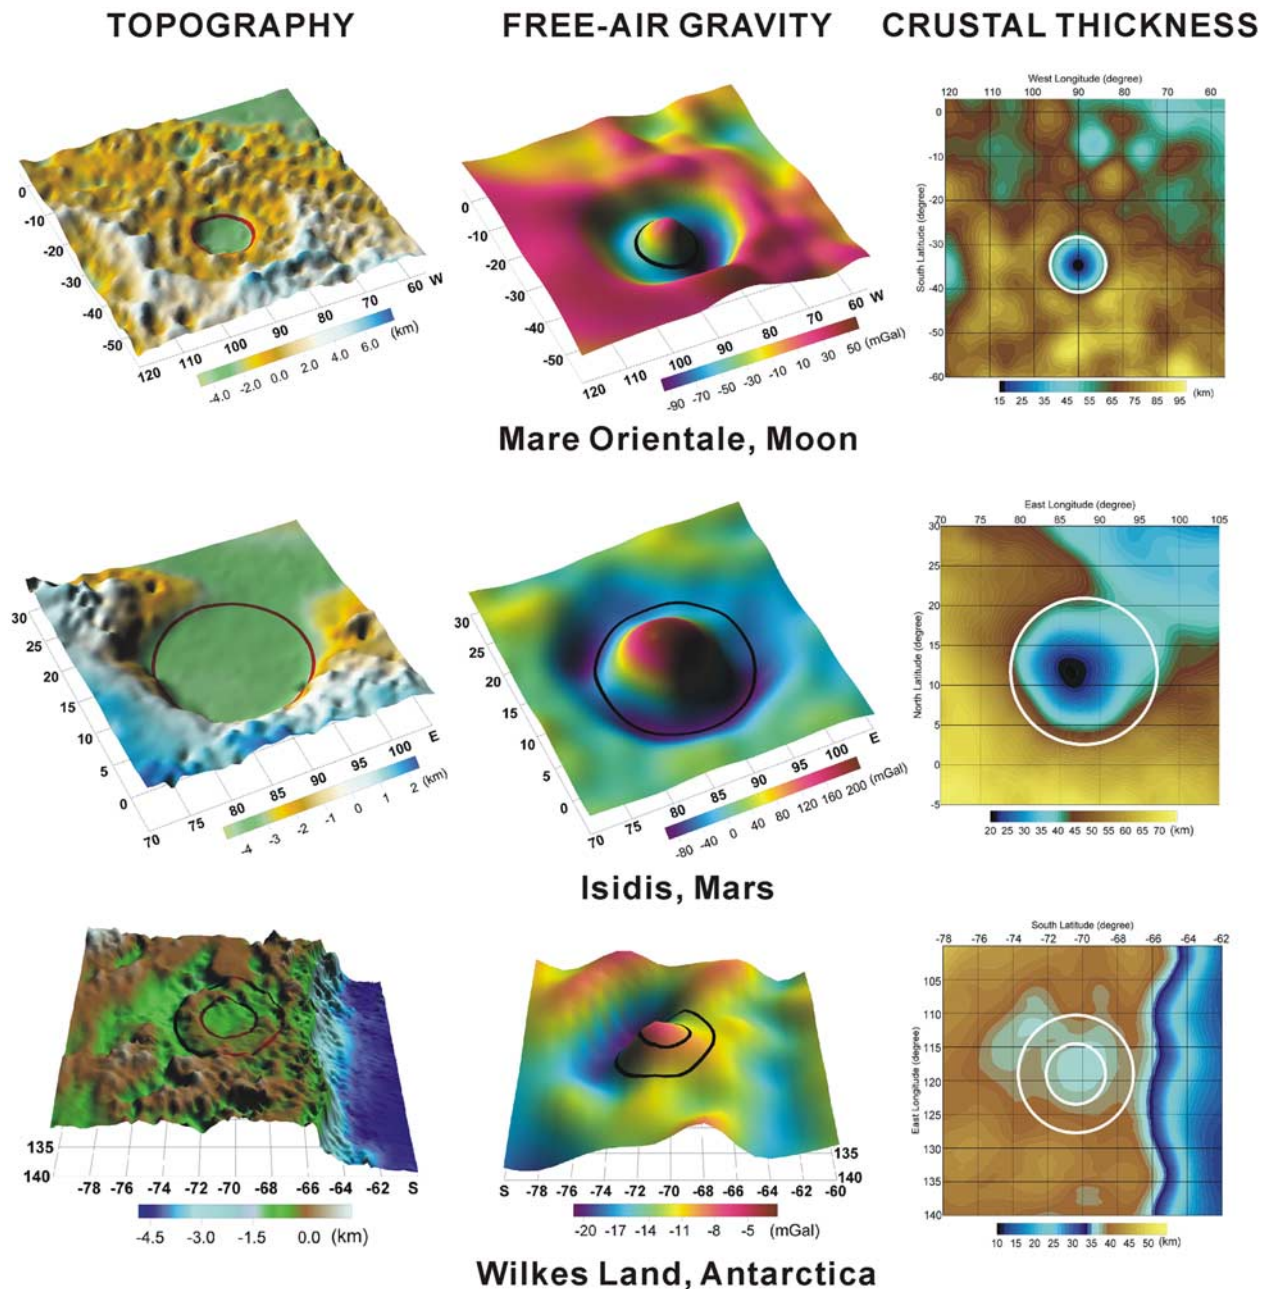 TOPOGRAPHY FREE-AIR GRAVITY CRUSTAL THICKNESS
West Longitude (degree)
120 110 100 90 80 70 60
South Latitude (degree)
0
-10
-20
-30
-40
-50
-60
15 25 35 45 55 65 75 85 95 (km)
0
-10
-20
-30
-40
-50
120 110 100 90 80 70 60 W
-4.0 -2.0 0.0 2.0 4.0 6.0 (km)
0
-10
-20
-30
-40
-50
120 110 100 90 80 70 60 W
-90 -70 -50 -30 -10 10 30 50 (mGal)
Mare Orientale, Moon
30
25
20
15
10
5
0
70 75 80 85 90 95 100 E
-4 -3 -2 -1 0 1 2 (km)
30
25
20
15
10
5
0
70 75 80 85 90 95 100 E
-80 -40 0 40 80 120 160 200 (mGal)
East Longitude (degree)
70 75 80 85 90 95 100 105
North Latitude (degree)
30
25
20
15
10
5
0
-5
20 25 30 35 40 45 50 55 60 65 70 (km)
Isidis, Mars
135
140
-78 -76 -74 -72 -70 -68 -66 -64 -62 S
-4.5 -3.0 -1.5 0.0 (km)
135
140
S -78 -76 -74 -72 -70 -68 -66 -64 -62 -60
-20 -17 -14 -11 -8 -5 (mGal)
South Latitude (degree)
-78 -76 -74 -72 -70 -68 -66 -64 -62
East Longitude (degree)
105
110
115
120
125
130
135
140
10 15 20 25 30 35 40 45 50 (km)
Wilkes Land, Antarctica